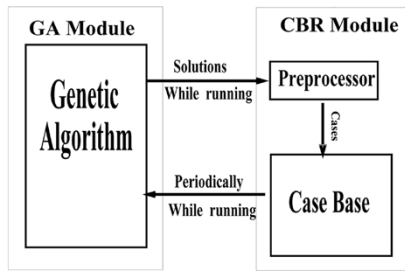 GA Module
CBR Module
Genetic
Algorithm
Solutions
While running
Preprocessor
Cases
Periodically
While running
Case Base